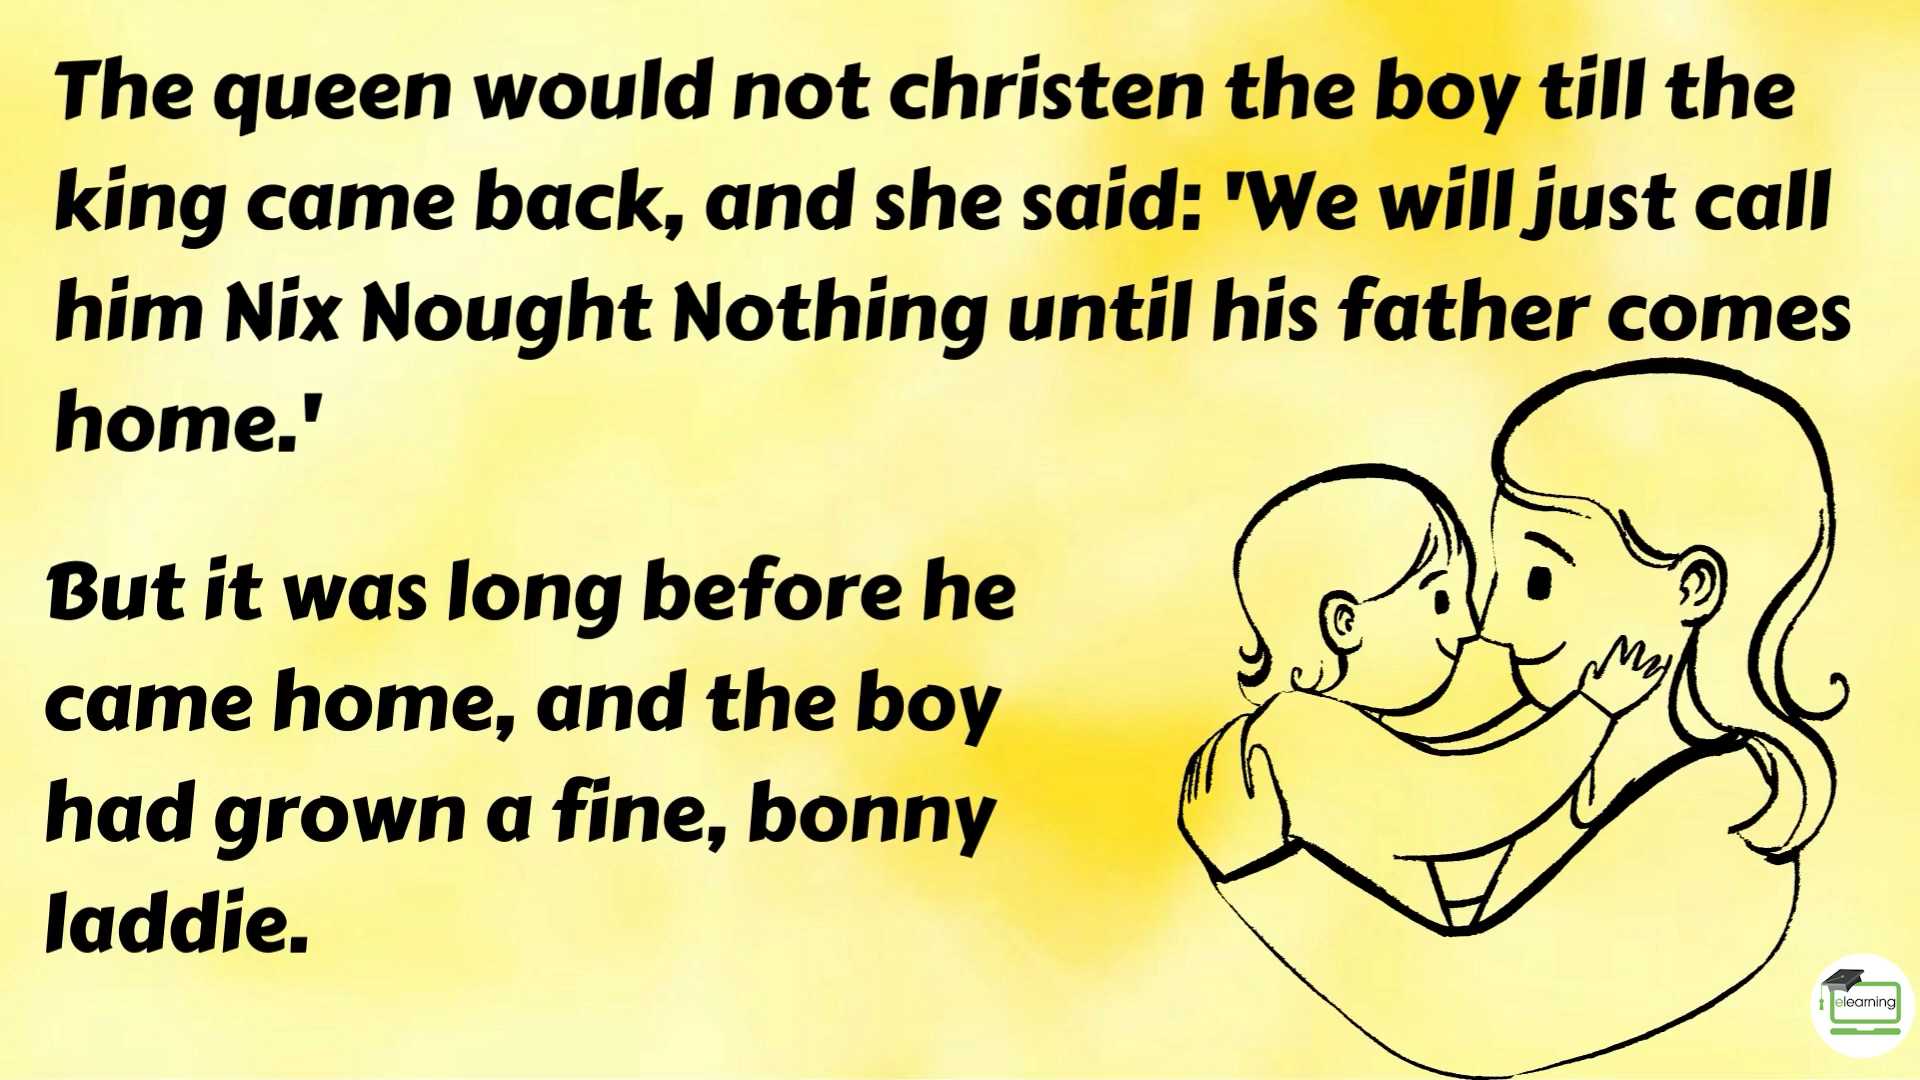 The queen would not christen the boy till the
king came back, and she said: 'We will just call
him Nix Nought Nothing until his father comes
home.'
But it was long before he
came home, and the boy
had grown a fine, bonny
laddie.
elearning